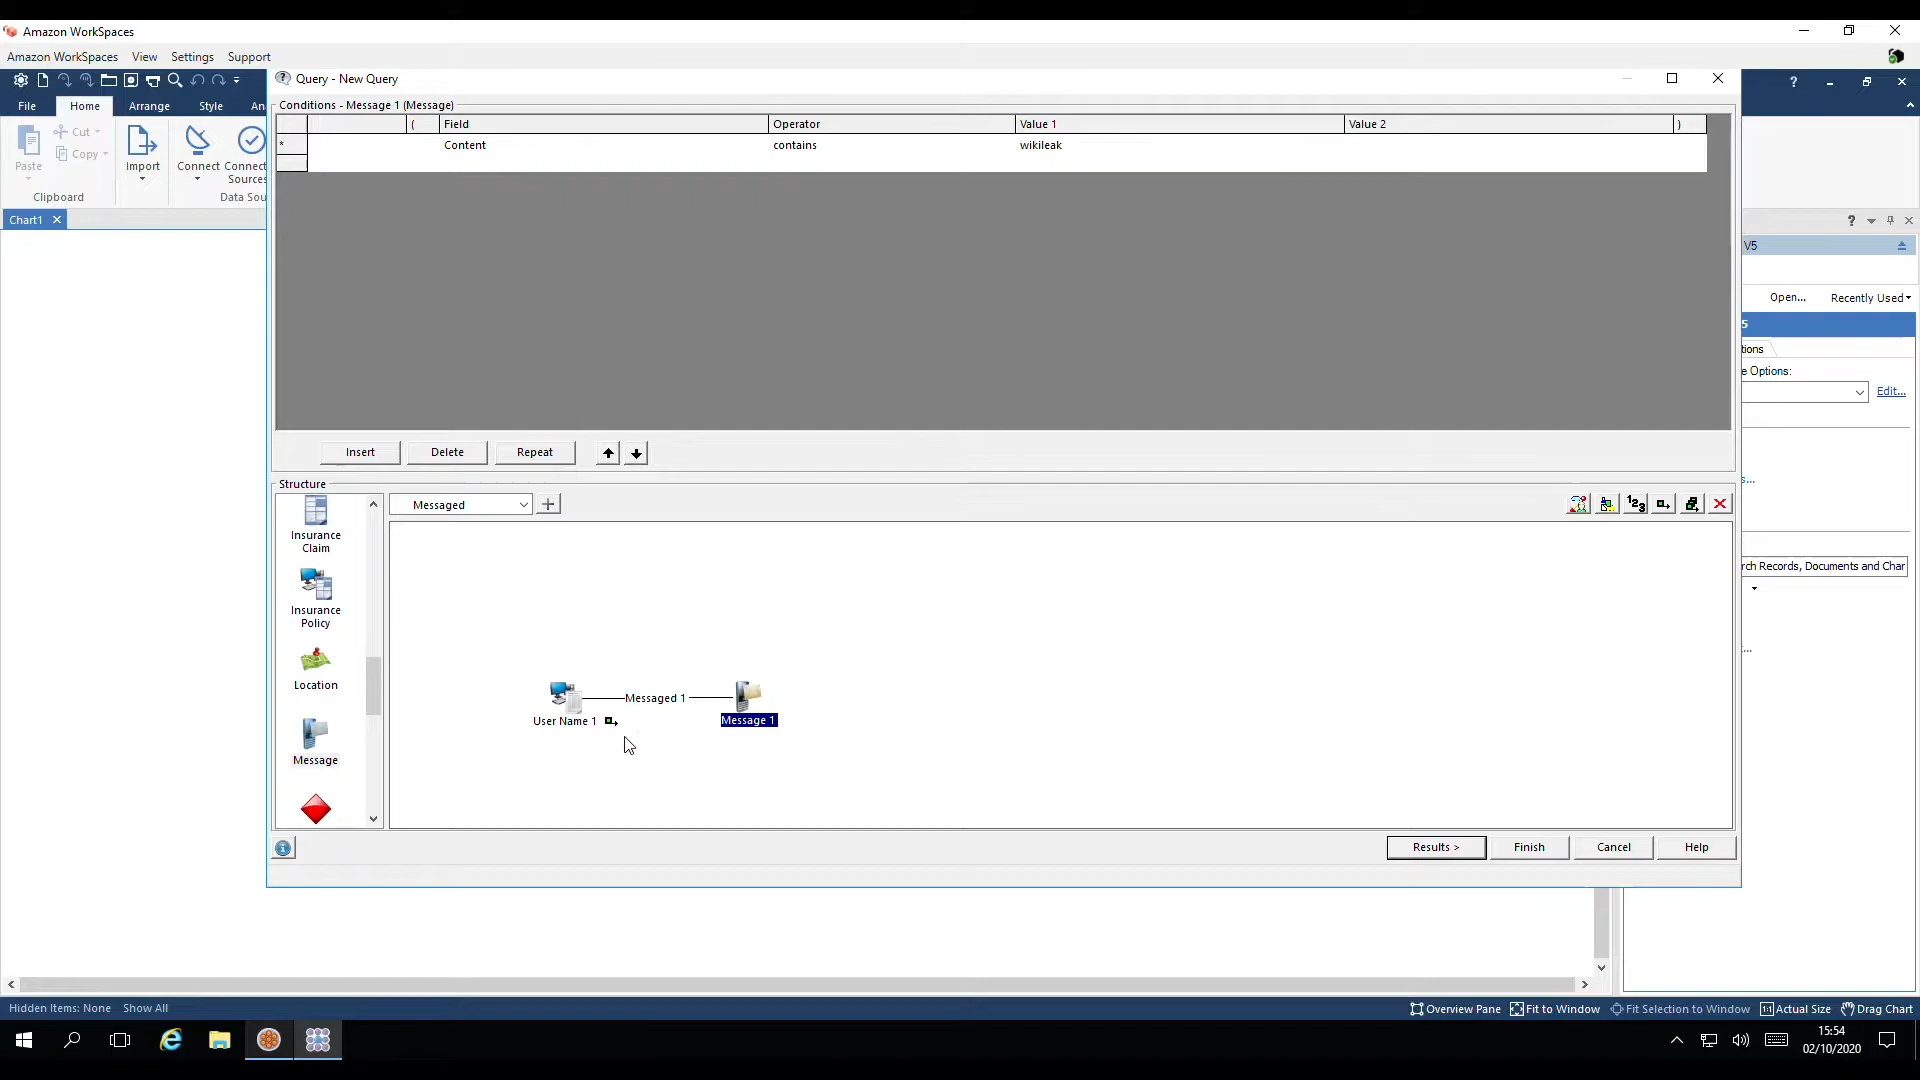 Amazon WorkSpaces
Amazon WorkSpaces View Settings Support
Query - New Query
File Home Arrange Style An
Conditions - Message 1 (Message)
( Field Operator Value 1 Value 2 )
* Content contains wikileak
Cut
Copy
Paste
Import
Connect Connect
Sources
Clipboard
Data Sou
Chart1
V5
Open... Recently Used
5
tions
e Options:
Edit...
Insert Delete Repeat
s...
Structure
Messaged
Insurance
Claim
Insurance
Policy
Location
Message
User Name 1
Messaged 1
Message 1
rch Records, Documents and Char
...
Results > Finish Cancel Help
Hidden Items: None Show All
Overview Pane Fit to Window Fit Selection to Window 1:1 Actual Size Drag Chart
15:54
02/10/2020